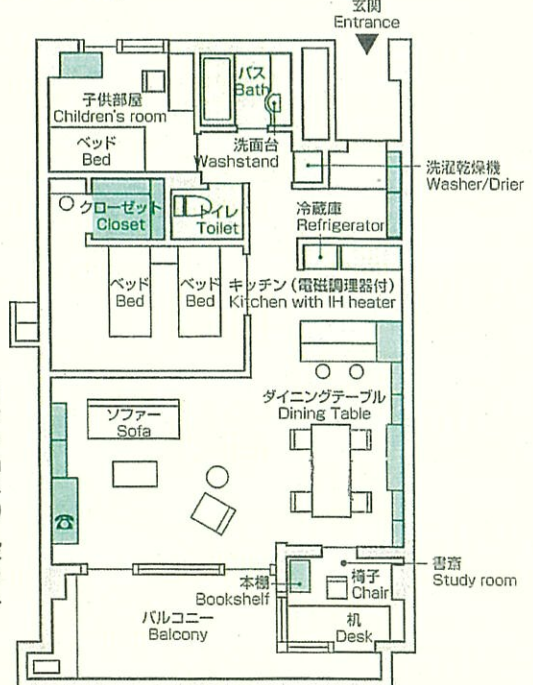 玄関
Entrance
バス
Bath
子供部屋
Children's room
ベッド
Bed
洗面台
Washstand
洗濯乾燥機
Washer/Drier
クローゼット
Closet
トイレ
Toilet
冷蔵庫
Refrigerator
ベッド
Bed
ベッド
Bed
キッチン(電磁調理器付)
Kitchen with IH heater
ダイニングテーブル
Dining Table
ソファー
Sofa
書斎
Study room
本棚
Bookshelf
椅子
Chair
机
Desk
バルコニー
Balcony